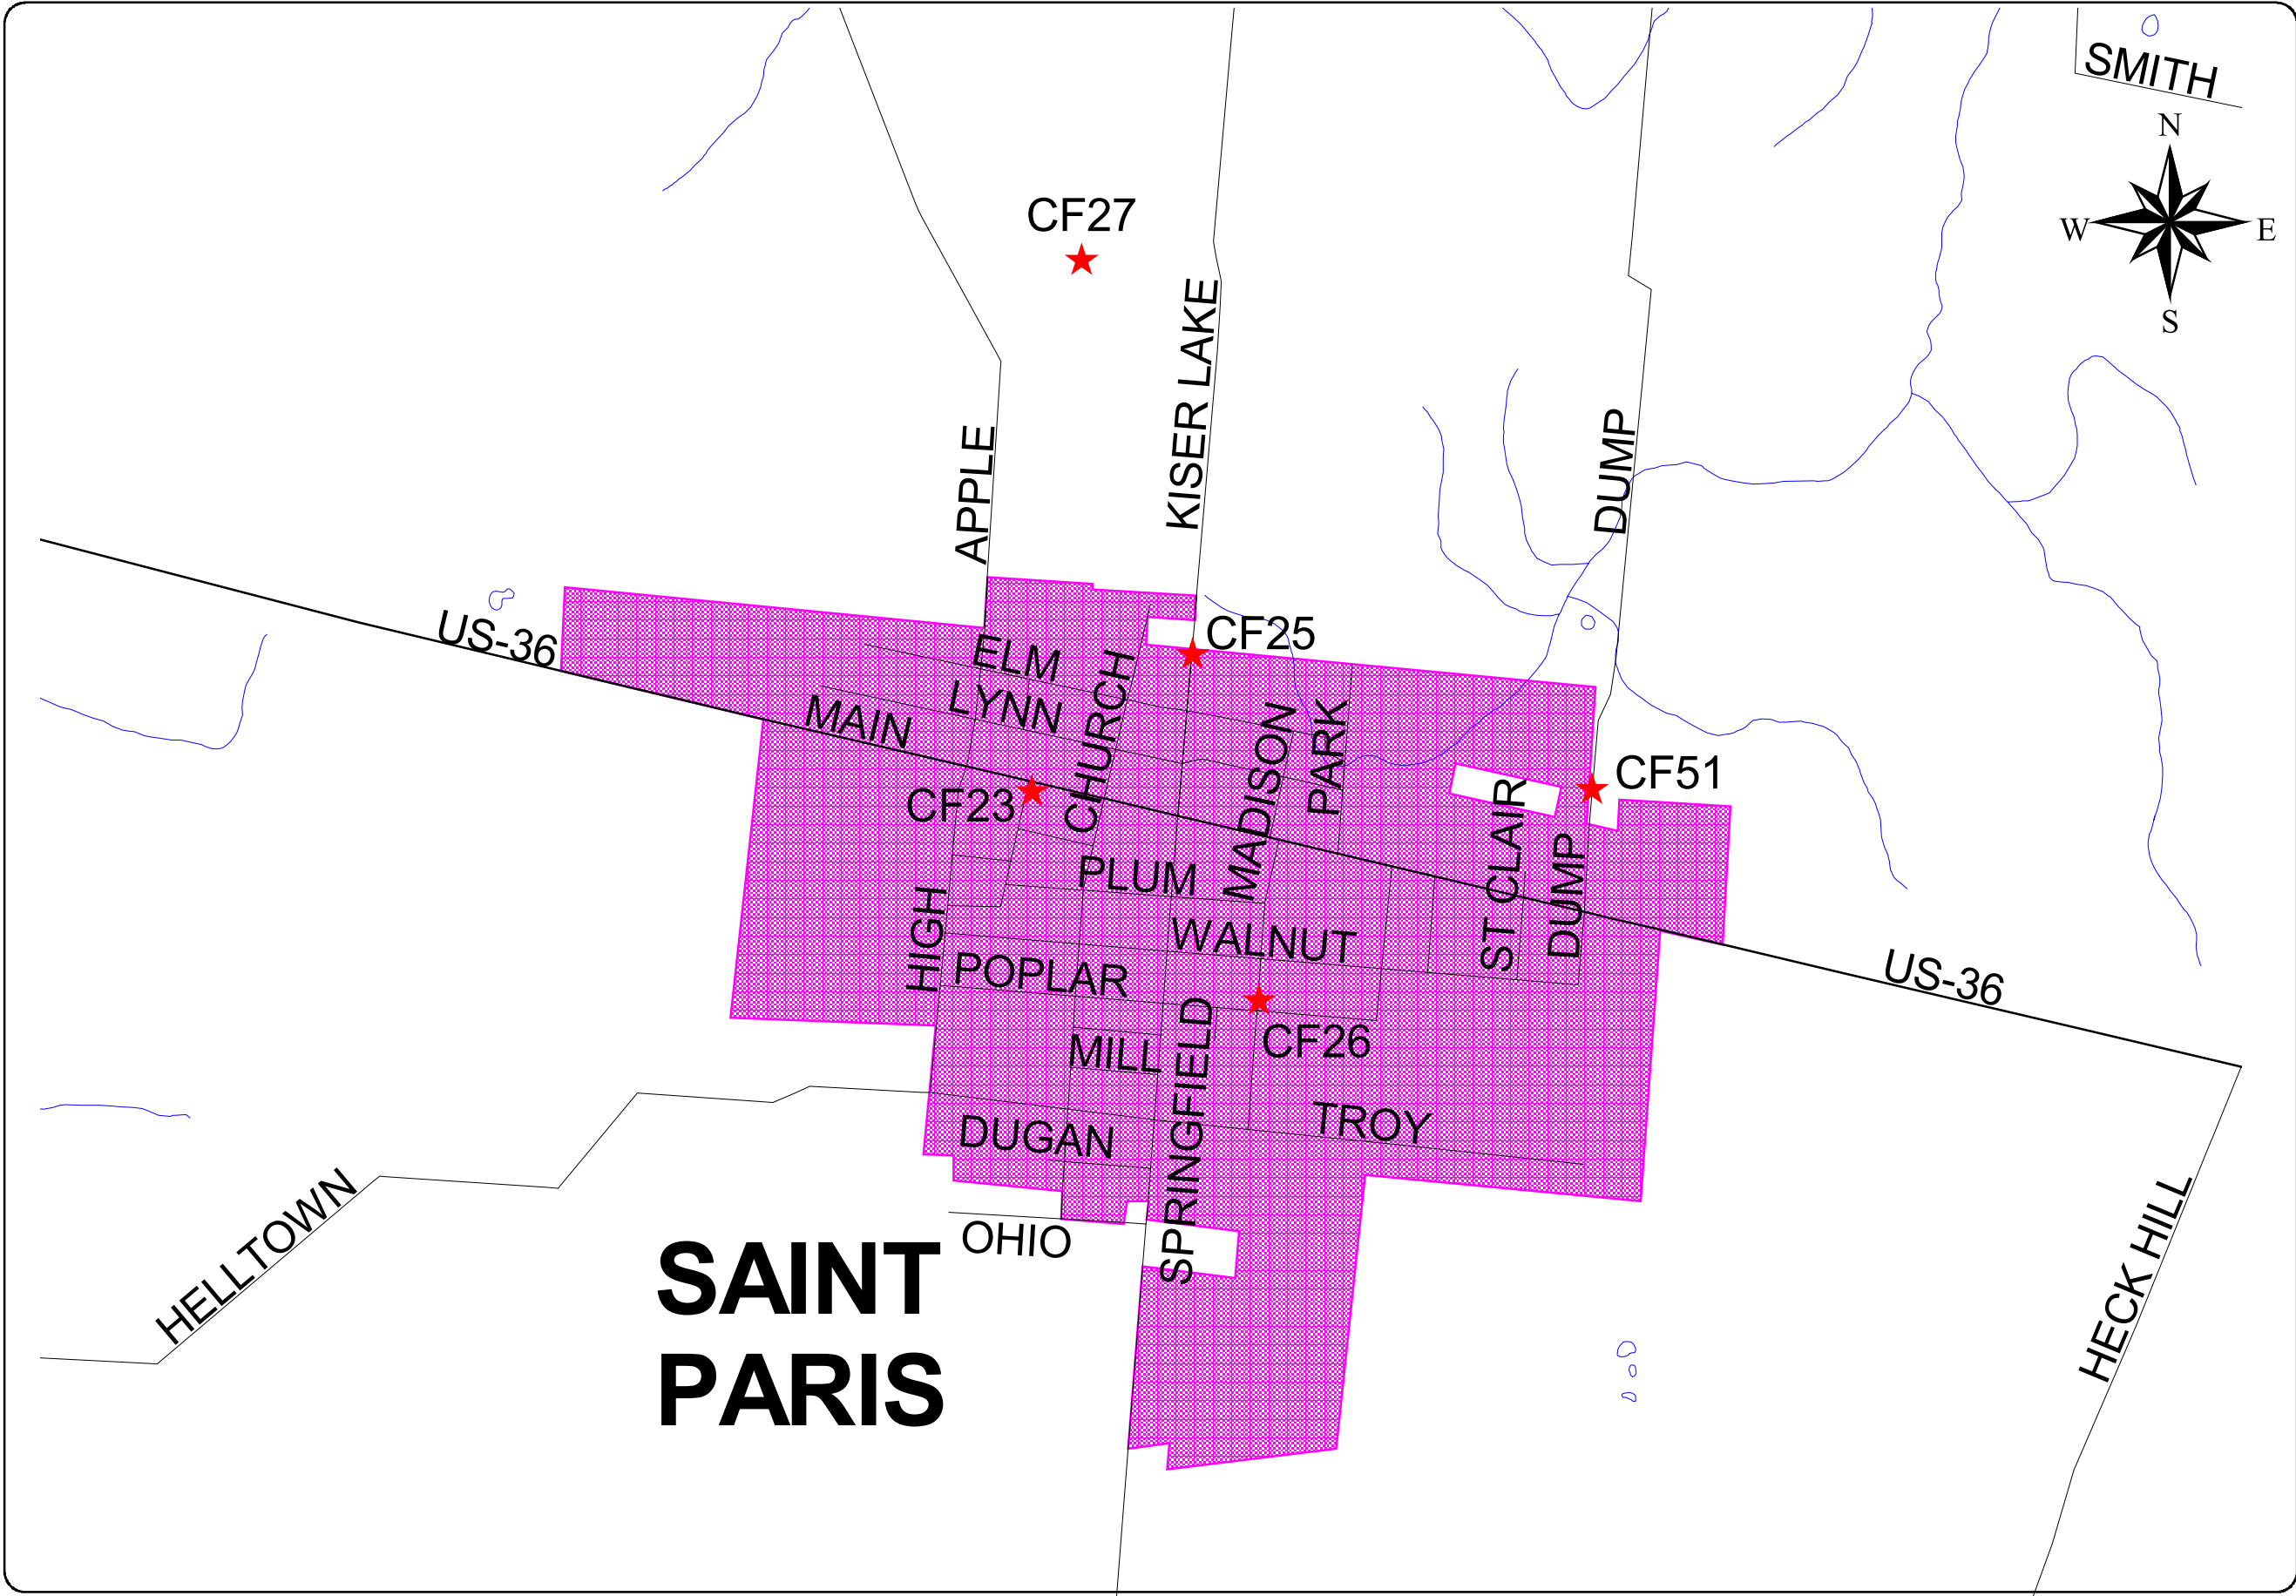 SMITH
N
CF27
W
E
S
KISER LAKE
DUMP
APPLE
US-36
CF25
ELM
CHURCH
LYNN
MADISON
PARK
MAIN
CF51
CF23
ST CLAIR
DUMP
PLUM
HIGH
WALNUT
POPLAR
US-36
SPRINGFIELD
CF26
MILL
TROY
DUGAN
HELLTOWN
OHIO
HECK HILL
SAINT
PARIS